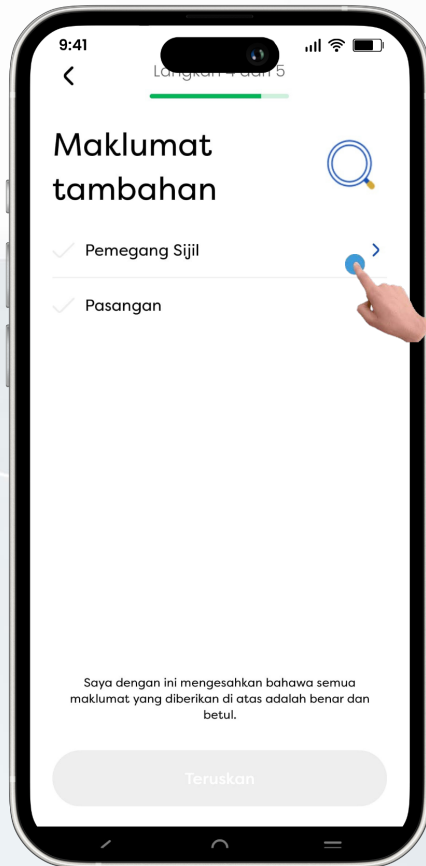 9:41
5
Maklumat
tambahan
Pemegang Sijil
Pasangan
Saya dengan ini mengesahkan bahawa semua
maklumat yang diberikan di atas adalah benar dan
betul.
Teruskan